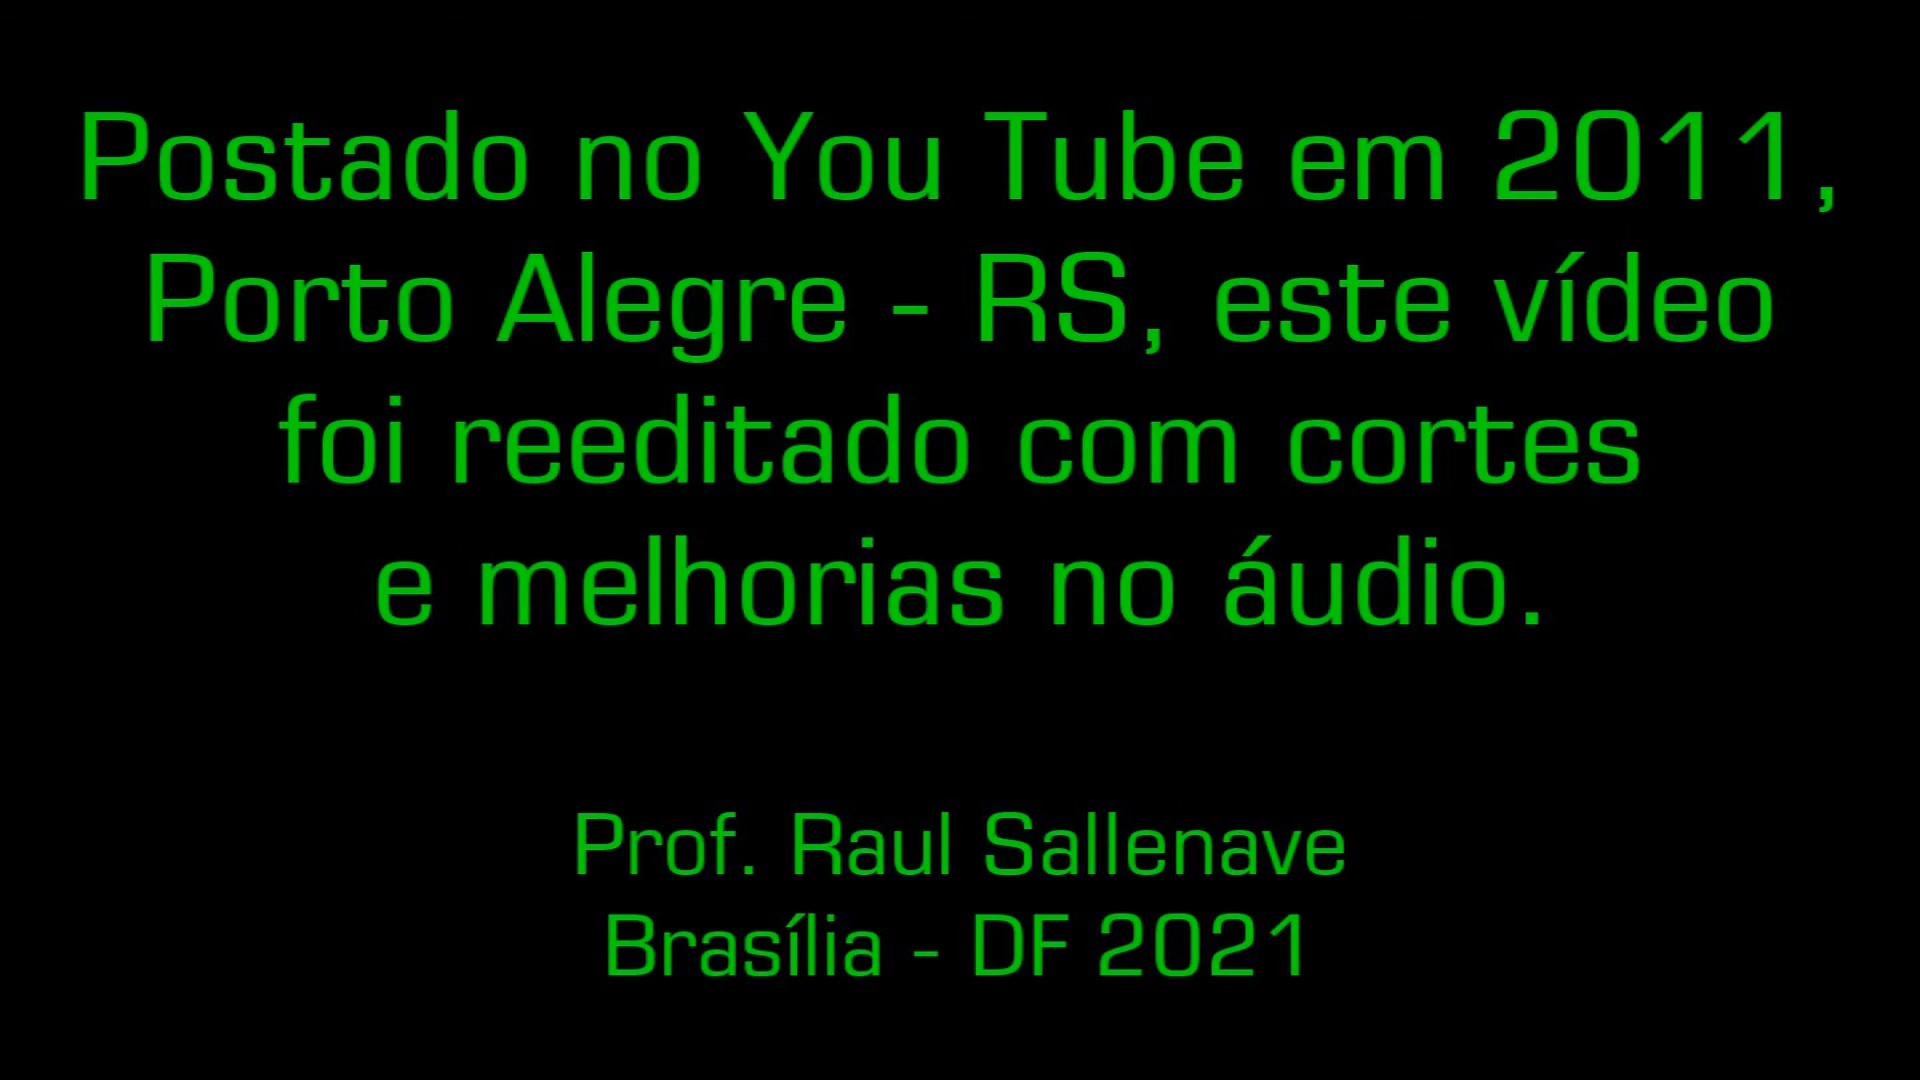 Postado no You Tube em 2011,
Porto Alegre - RS, este vídeo
foi reeditado com cortes
e melhorias no áudio.
Prof. Raul Sallenave
Brasília - DF 2021